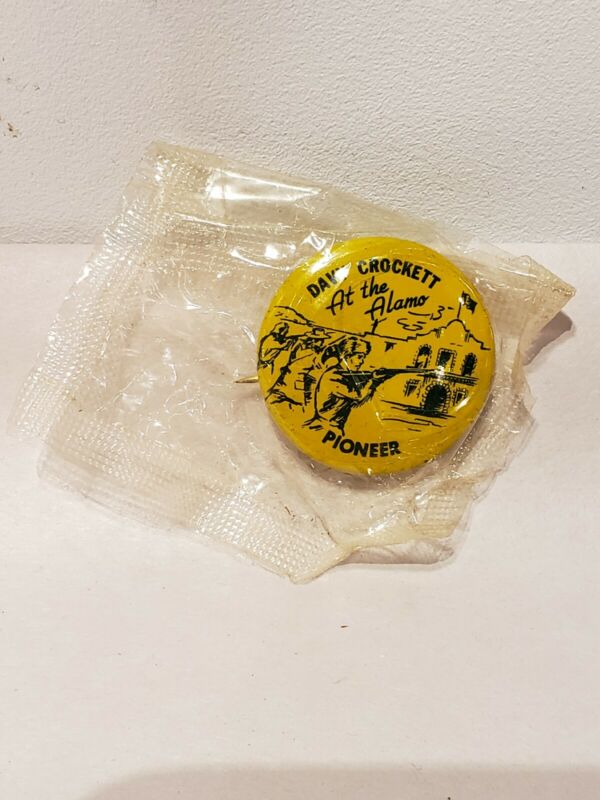 DAVY CROCKETT
At the
Alamo
PIONEER